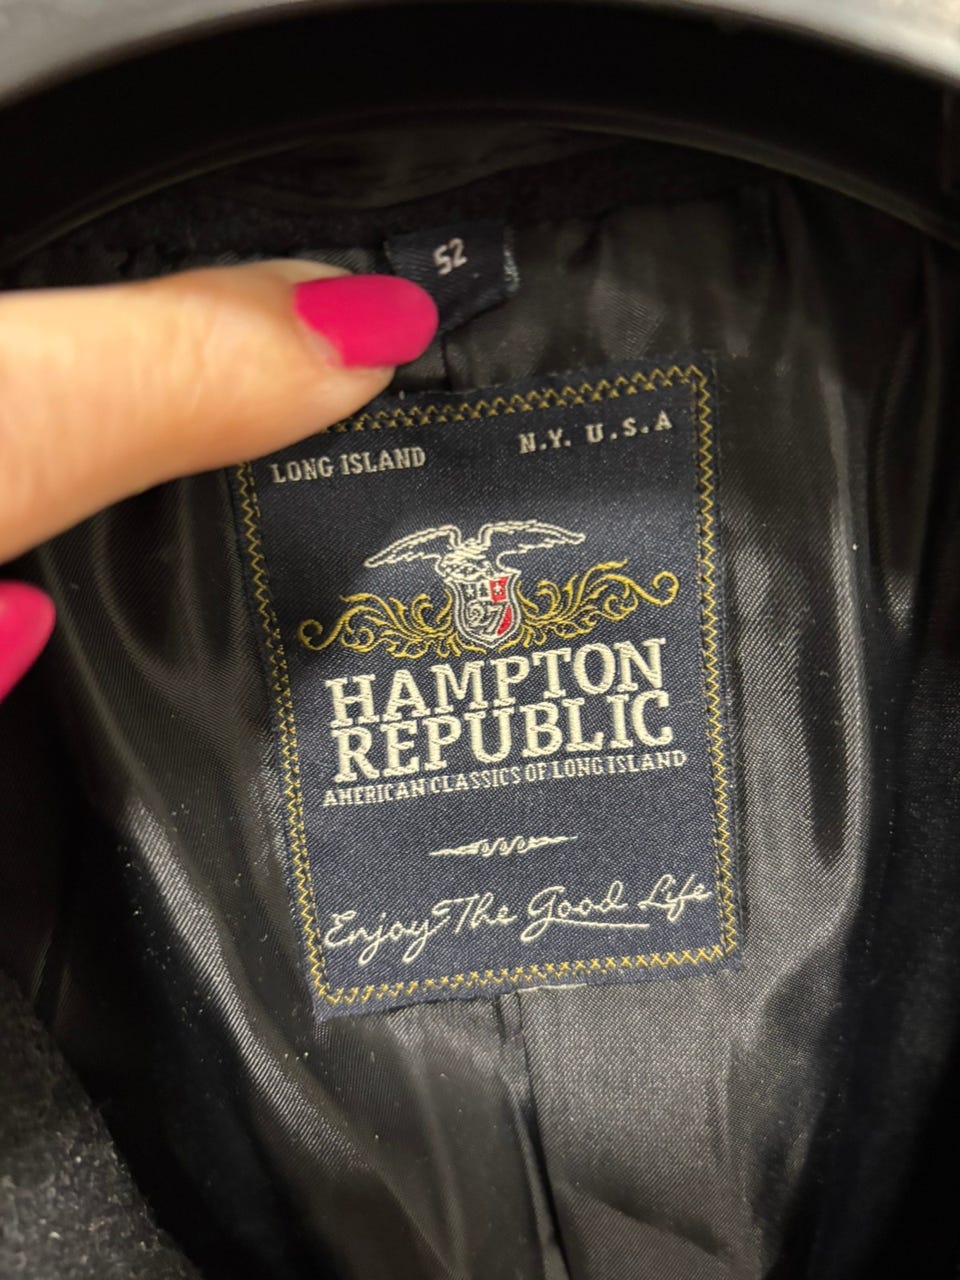 52
LONG ISLAND N.Y. U.S.A
27
HAMPTON
REPUBLIC
AMERICAN CLASSICS OF LONG ISLAND
Enjoy The Good Life